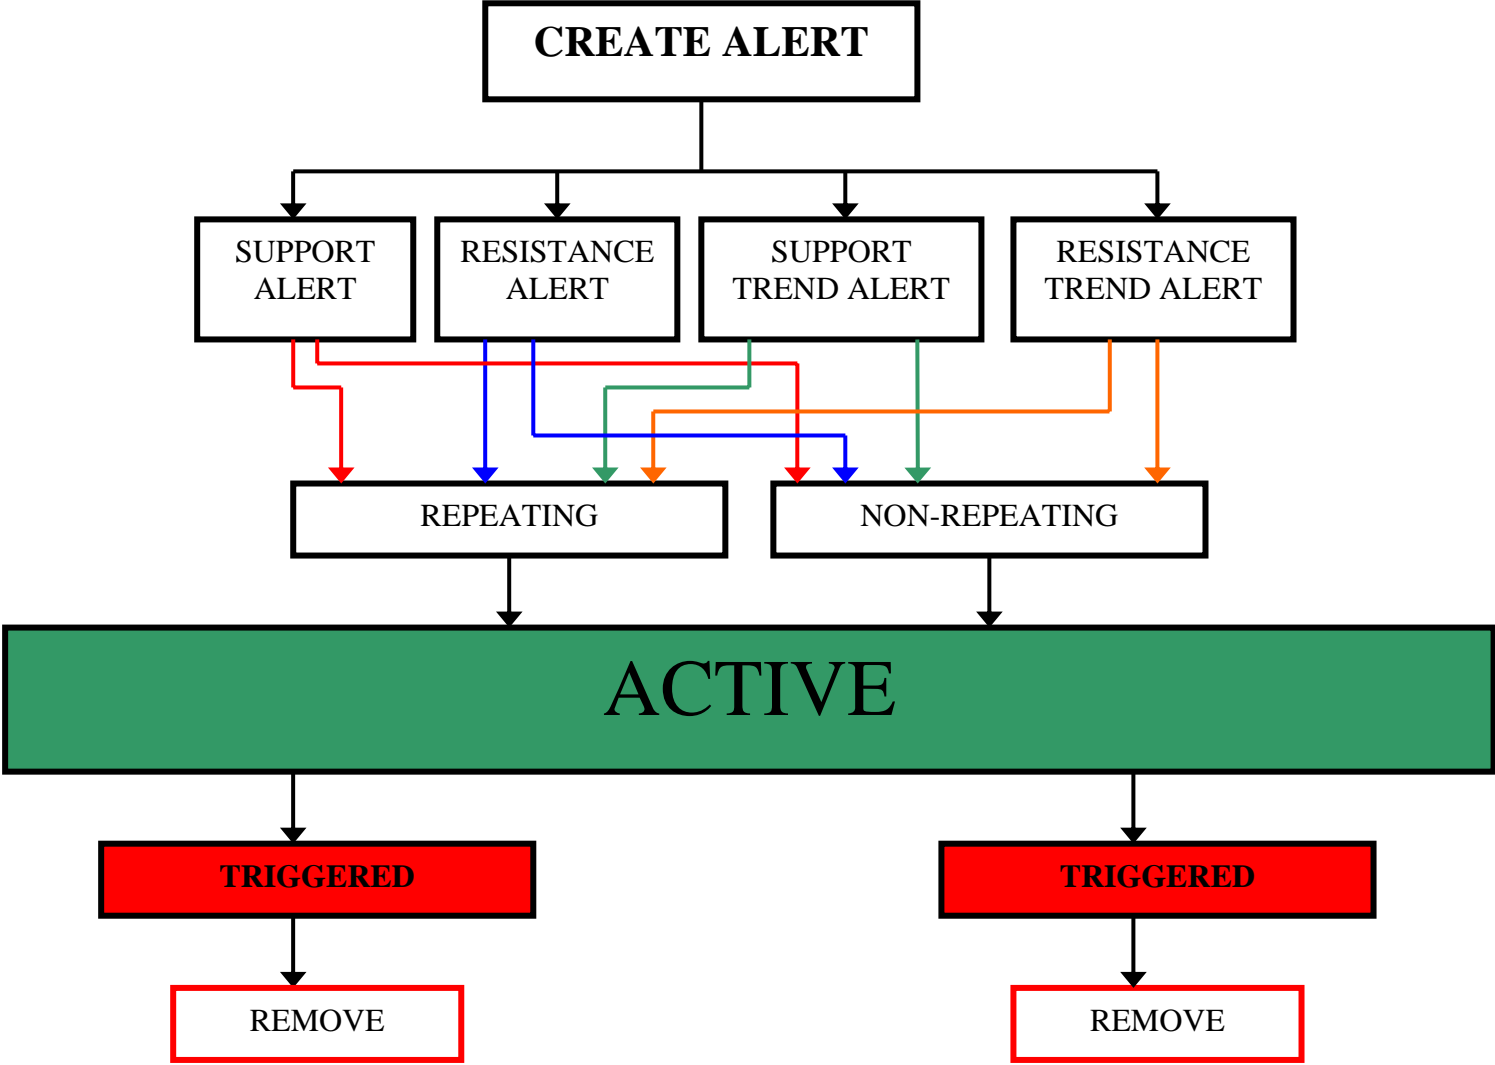 CREATE ALERT
SUPPORT
ALERT
RESISTANCE
ALERT
SUPPORT
TREND ALERT
RESISTANCE
TREND ALERT
REPEATING
NON-REPEATING
ACTIVE
TRIGGERED
TRIGGERED
REMOVE
REMOVE